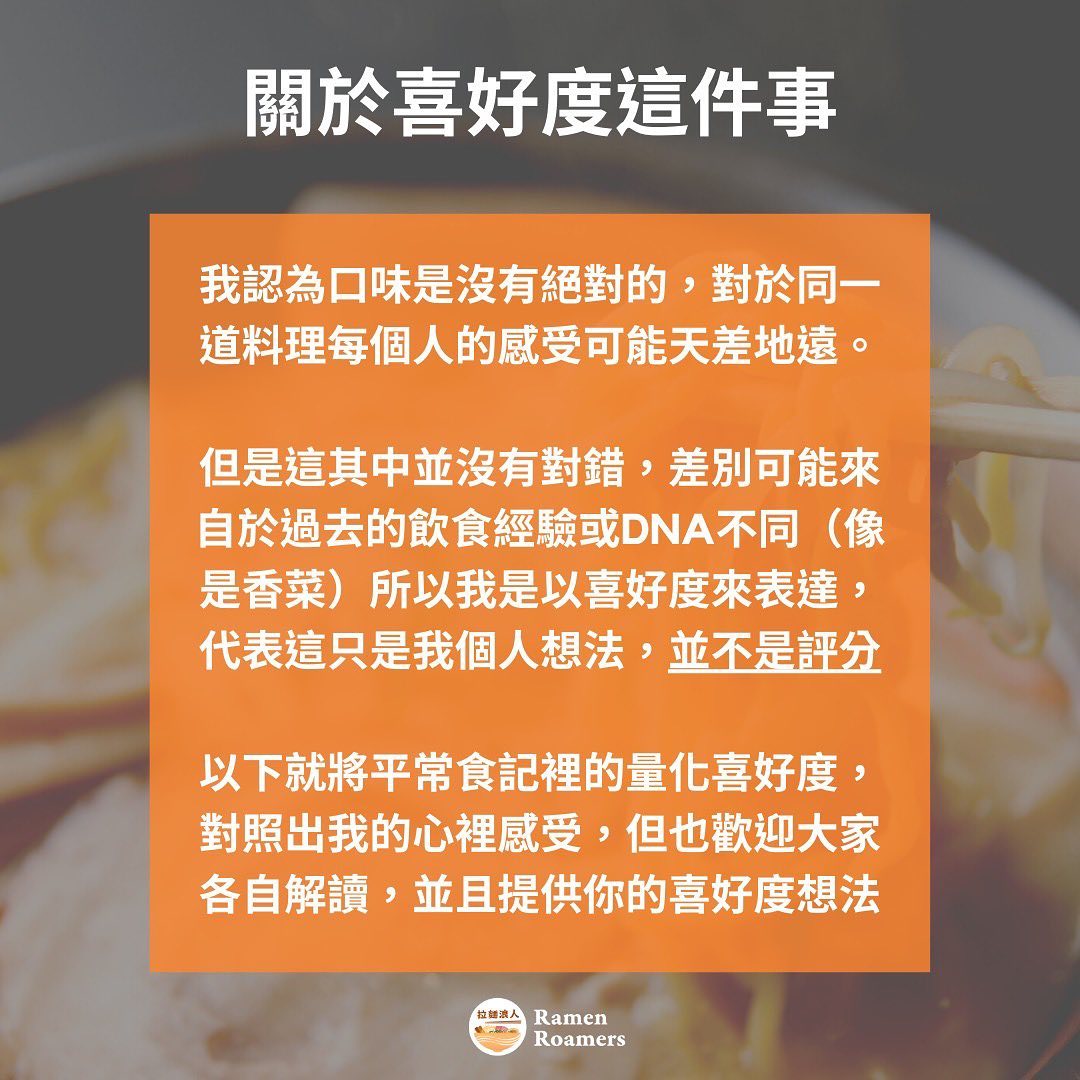 關於喜好度這件事
我認為口味是沒有絕對的，對於同一
道料理每個人的感受可能天差地遠。
但是這其中並沒有對錯，差別可能來
自於過去的飲食經驗或DNA不同（像
是香菜）所以我是以喜好度來表達，
代表這只是我個人想法，並不是評分
以下就將平常食記裡的量化喜好度，
對照出我的心裡感受，但也歡迎大家
各自解讀，並且提供你的喜好度想法
拉麵浪人
Ramen
Roamers